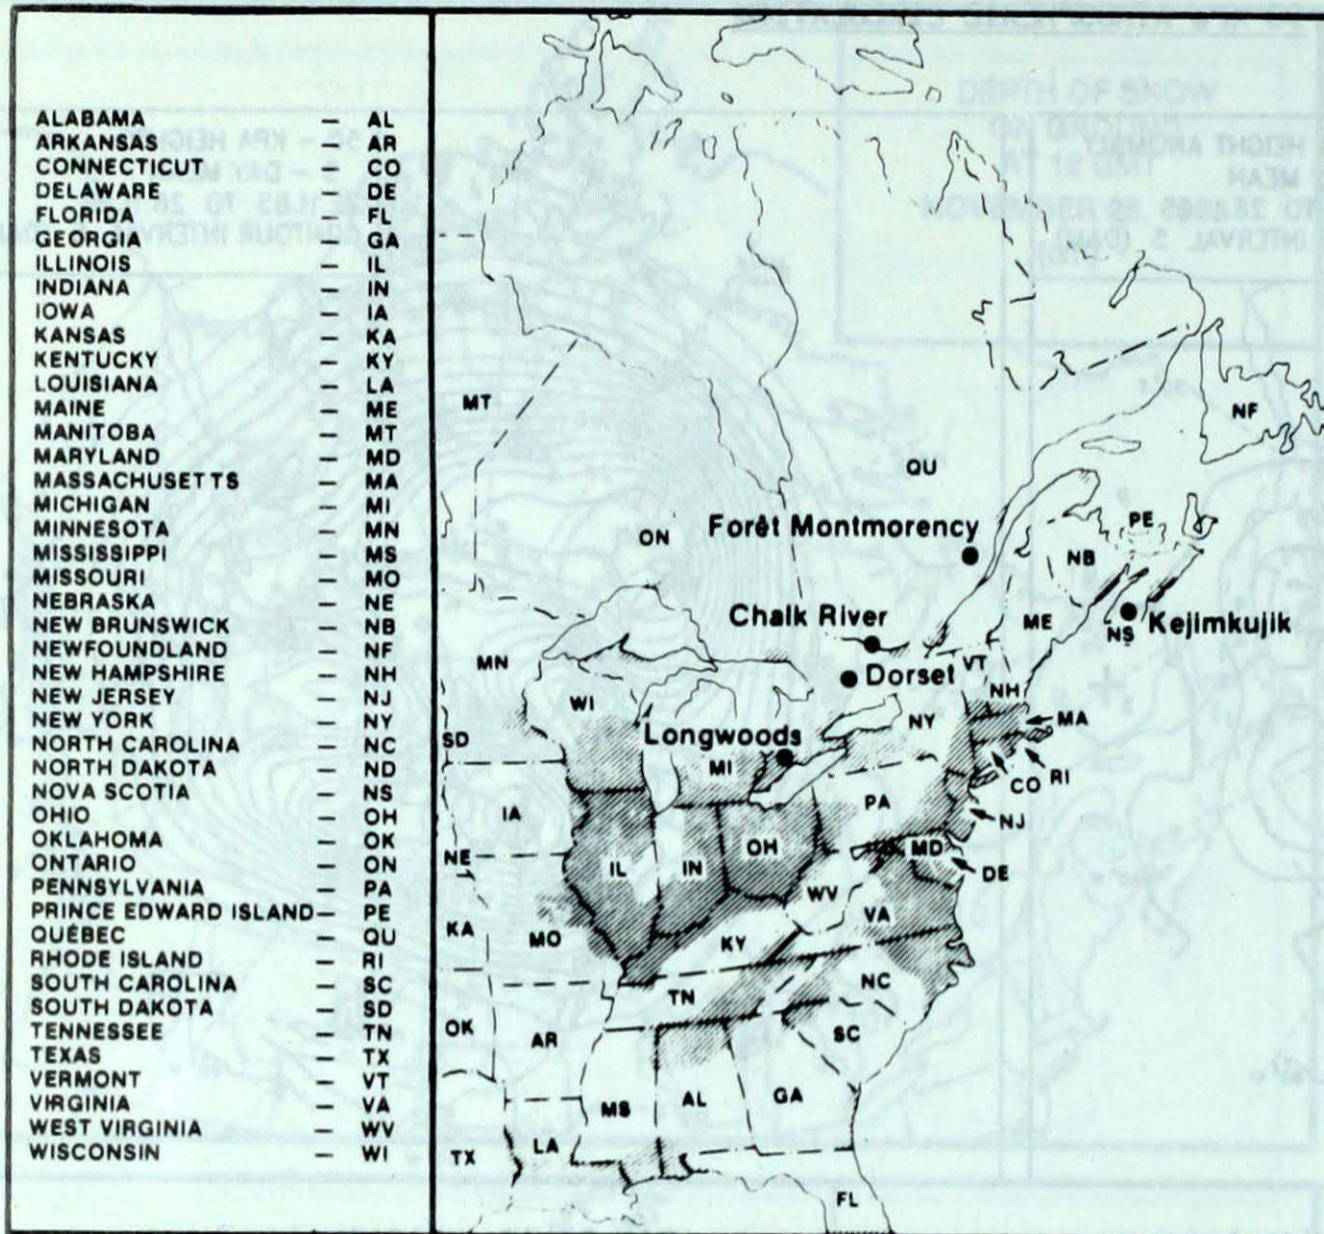 ALABAMA — AL
ARKANSAS — AR
CONNECTICUT — CO
DELAWARE — DE
FLORIDA — FL
GEORGIA — GA
ILLINOIS — IL
INDIANA — IN
IOWA — IA
KANSAS — KA
KENTUCKY — KY
LOUISIANA — LA
MAINE — ME
MANITOBA — MT
MARYLAND — MD
MASSACHUSETTS — MA
MICHIGAN — MI
MINNESOTA — MN
MISSISSIPPI — MS
MISSOURI — MO
NEBRASKA — NE
NEW BRUNSWICK — NB
NEWFOUNDLAND — NF
NEW HAMPSHIRE — NH
NEW JERSEY — NJ
NEW YORK — NY
NORTH CAROLINA — NC
NORTH DAKOTA — ND
NOVA SCOTIA — NS
OHIO — OH
OKLAHOMA — OK
ONTARIO — ON
PENNSYLVANIA — PA
PRINCE EDWARD ISLAND— PE
QUÉBEC — QU
RHODE ISLAND — RI
SOUTH CAROLINA — SC
SOUTH DAKOTA — SD
TENNESSEE — TN
TEXAS — TX
VERMONT — VT
VIRGINIA — VA
WEST VIRGINIA — WV
WISCONSIN — WI
MT
NF
QU
ON
Forêt Montmorency
PE
NB
Chalk River
ME
NS
Kejimkujik
MN
Dorset
VT
NH
WI
NY
MA
SD
Longwoods
MI
CO
RI
IA
PA
NJ
NE
IL
IN
OH
MD
DE
WV
VA
KA
MO
KY
TN
NC
OK
AR
SC
MS
AL
GA
TX
LA
FL